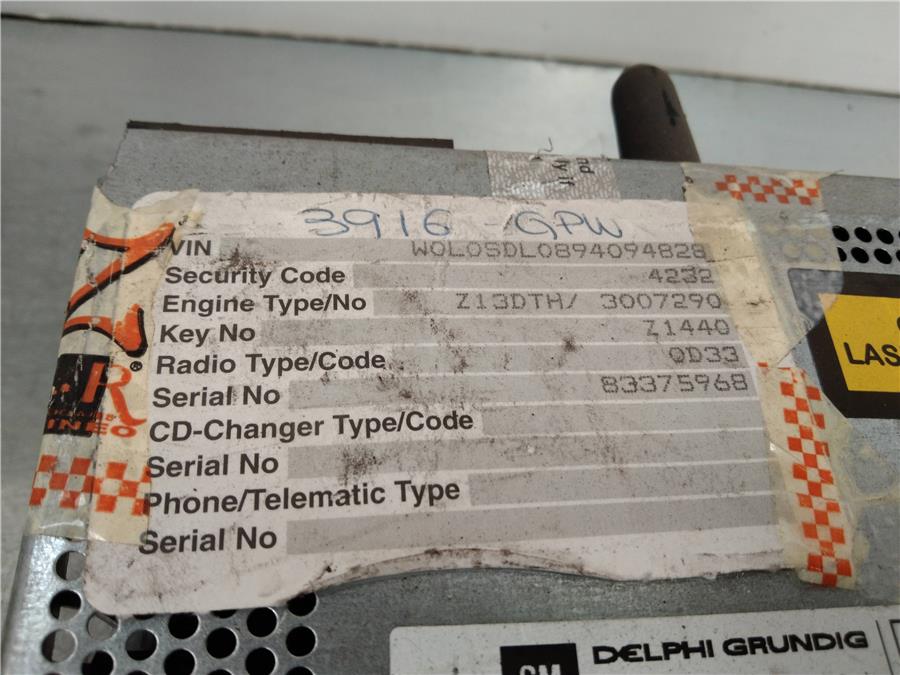 3916-GPW
VIN W0L0SDL0894094828
Security Code 4232
Engine Type/No Z13DTH/ 3007290
Key No Z1440
Radio Type/Code QD33
Serial No 83375968
CD-Changer Type/Code
Serial No
Phone/Telematic Type
Serial No
LAS
GM DELPHI GRUNDIG